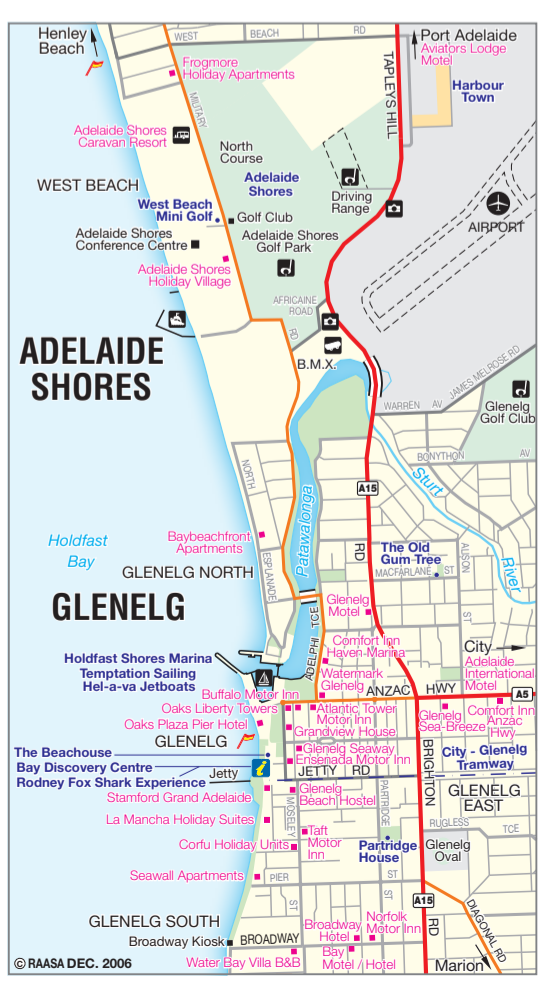 Henley
Beach
WEST BEACH RD
Port Adelaide
Aviators Lodge
Motel
Frogmore
Holiday Apartments
TAPLEYS HILL
Harbour
Town
MILITARY
Adelaide Shores
Caravan Resort
North
Course
Adelaide
Shores
WEST BEACH
Driving
Range
West Beach
Mini Golf
Golf Club
AIRPORT
Adelaide Shores
Conference Centre
Adelaide Shores
Golf Park
Adelaide Shores
Holiday Village
AFRICAINE
ROAD
RD
ADELAIDE
SHORES
B.M.X.
JAMES MELROSE RD
WARREN AV
Glenelg
Golf Club
BONYTHON AV
NORTH
Sturt
A15
Patawalonga
Holdfast
Bay
Baybeachfront
Apartments
RD
The Old
Gum Tree
ALISON
River
ESPLANADE
GLENELG NORTH
MACFARLANE ST
GLENELG
Glenelg
Motel
ST
ADELPHI TCE
Comfort Inn
Haven Marina
City
Holdfast Shores Marina
Temptation Sailing
Hel-a-va Jetboats
Adelaide
International
Motel
Watermark
Glenelg
Buffalo Motor Inn
ANZAC HWY
A5
Oaks Liberty Towers
Atlantic Tower
Motor Inn
Glenelg
Sea-Breeze
Comfort Inn
Anzac
Hwy
Oaks Plaza Pier Hotel
Grandview House
GLENELG
Glenelg Seaway
Ensenada Motor Inn
BRIGHTON
City - Glenelg
Tramway
The Beachouse
Bay Discovery Centre
Rodney Fox Shark Experience
i
Jetty
JETTY RD
Stamford Grand Adelaide
MOSELEY
Glenelg
Beach Hostel
PARTRIDGE
GLENELG
EAST
La Mancha Holiday Suites
RUGLESS TCE
Taft
Motor
Inn
Corfu Holiday Units
Partridge
House
Glenelg
Oval
Seawall Apartments
PIER ST
ST
ST
A15
DIAGONAL RD
GLENELG SOUTH
Broadway
Hotel
Norfolk
Motor Inn
RD
Broadway Kiosk
BROADWAY
Bay
Motel / Hotel
Water Bay Villa B&B
Marion
© RAASA DEC. 2006